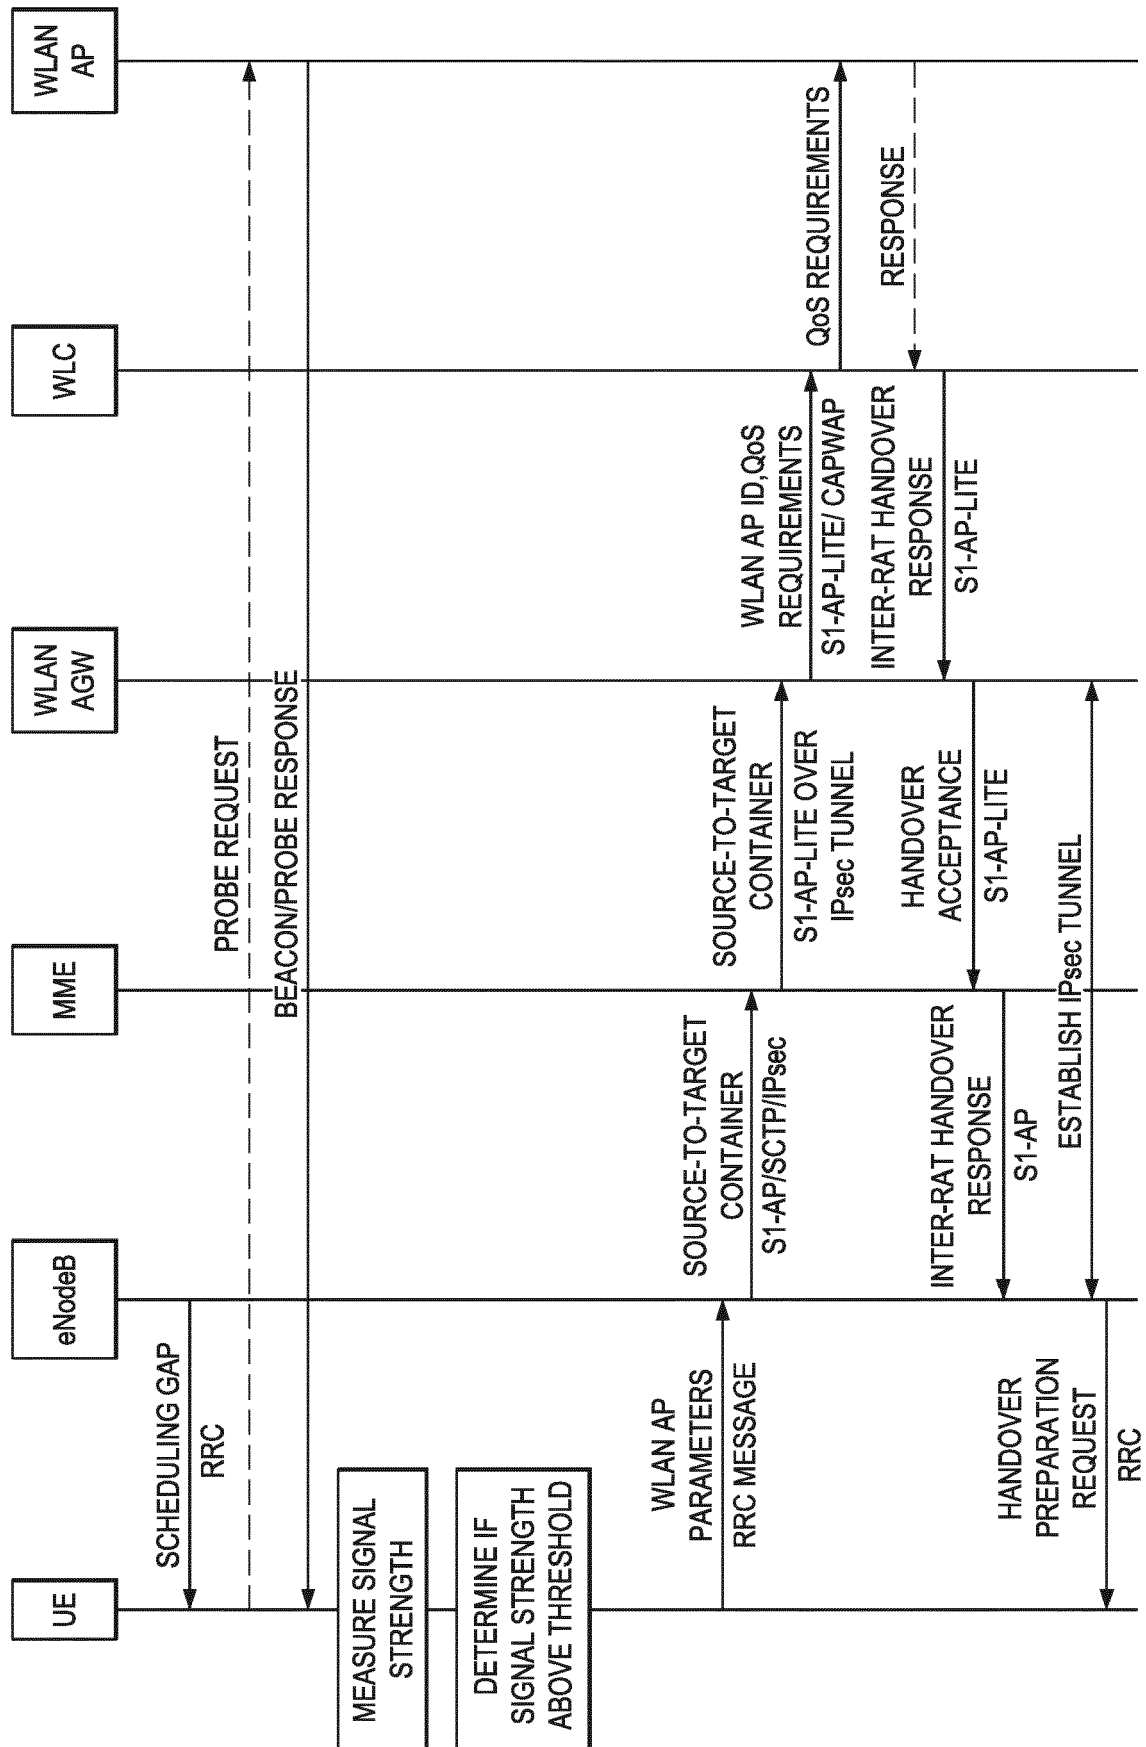 UE
eNodeB
MME
WLAN
AGW
WLC
WLAN
AP
SCHEDULING GAP
RRC
PROBE REQUEST
BEACON/PROBE RESPONSE
MEASURE SIGNAL
STRENGTH
DETERMINE IF
SIGNAL STRENGTH
ABOVE THRESHOLD
WLAN AP
PARAMETERS
RRC MESSAGE
SOURCE-TO-TARGET
CONTAINER
S1-AP/SCTP/IPsec
SOURCE-TO-TARGET
CONTAINER
S1-AP-LITE OVER
IPsec TUNNEL
WLAN AP ID,QoS
REQUIREMENTS
S1-AP-LITE/ CAPWAP
QoS REQUIREMENTS
RESPONSE
INTER-RAT HANDOVER
RESPONSE
S1-AP-LITE
HANDOVER
ACCEPTANCE
S1-AP-LITE
INTER-RAT HANDOVER
RESPONSE
S1-AP
ESTABLISH IPsec TUNNEL
HANDOVER
PREPARATION
REQUEST
RRC